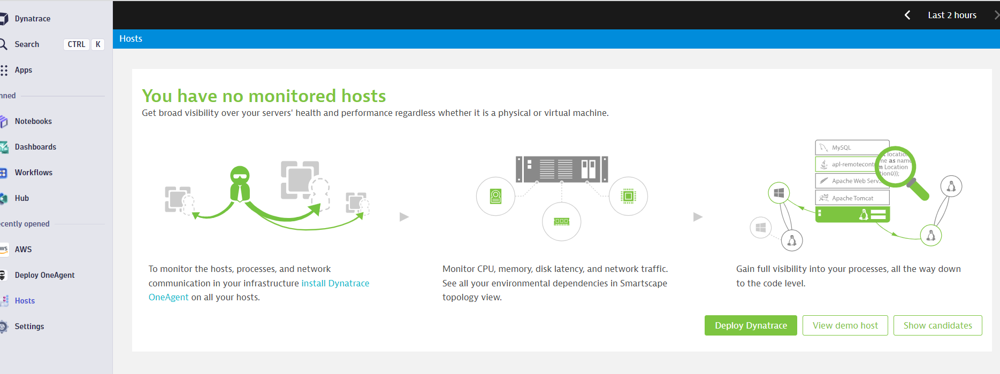 Dynatrace
Search CTRL K
Apps
nned
Notebooks
Dashboards
Workflows
Hub
ecently opened
ws AWS
Deploy OneAgent
Hosts
Settings
Last 2 hours
Hosts
You have no monitored hosts
Get broad visibility over your servers' health and performance regardless whether it is a physical or virtual machine.
MySQL
apl-remotecont
Apache Web Serv...
Apache Tomcat
t location
me as name
m Location
tion0));
To monitor the hosts, processes, and network
communication in your infrastructure install Dynatrace
OneAgent on all your hosts.
Monitor CPU, memory, disk latency, and network traffic.
See all your environmental dependencies in Smartscape
topology view.
Gain full visibility into your processes, all the way down
to the code level.
Deploy Dynatrace
View demo host
Show candidates